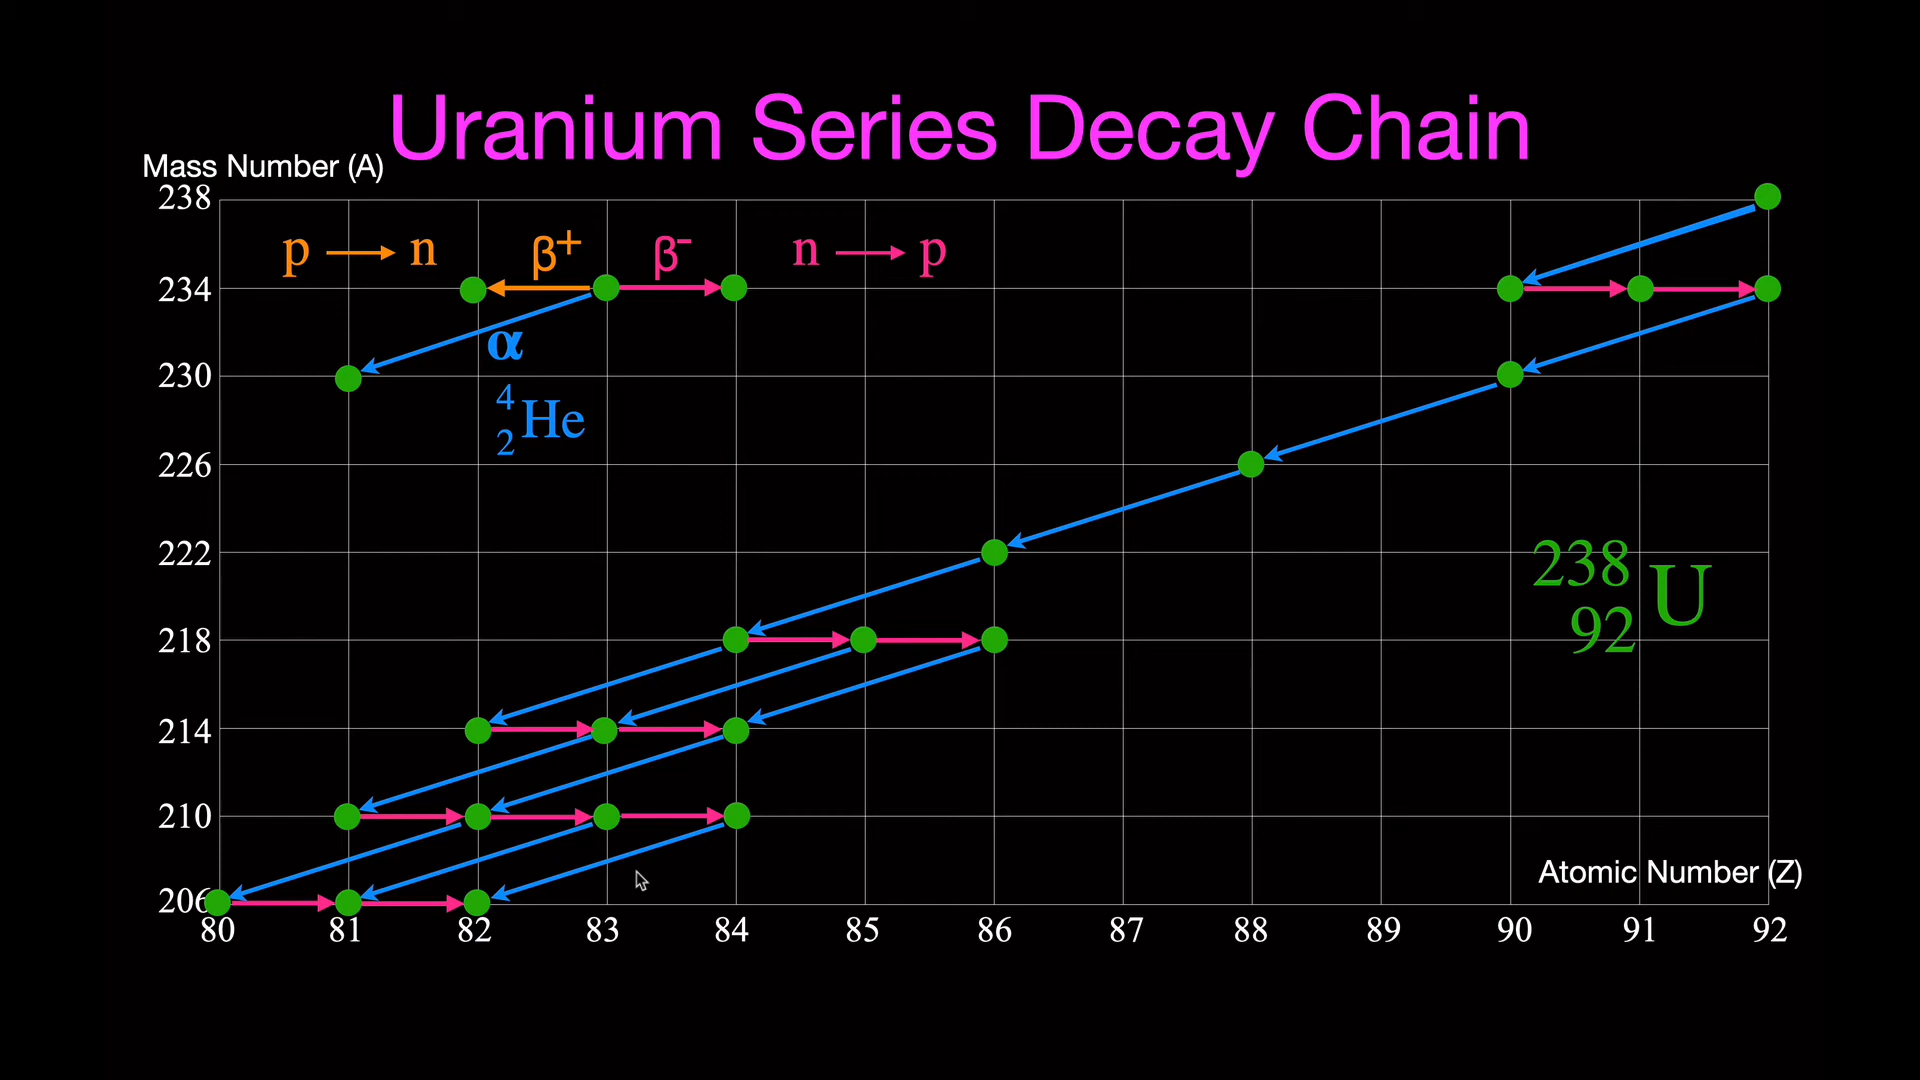 Uranium Series Decay Chain
Mass Number (A)
238
p → n β+ β- n → p
234
α
230
4
2 He
226
222
238
92 U
218
214
210
Atomic Number (Z)
206
80 81 82 83 84 85 86 87 88 89 90 91 92